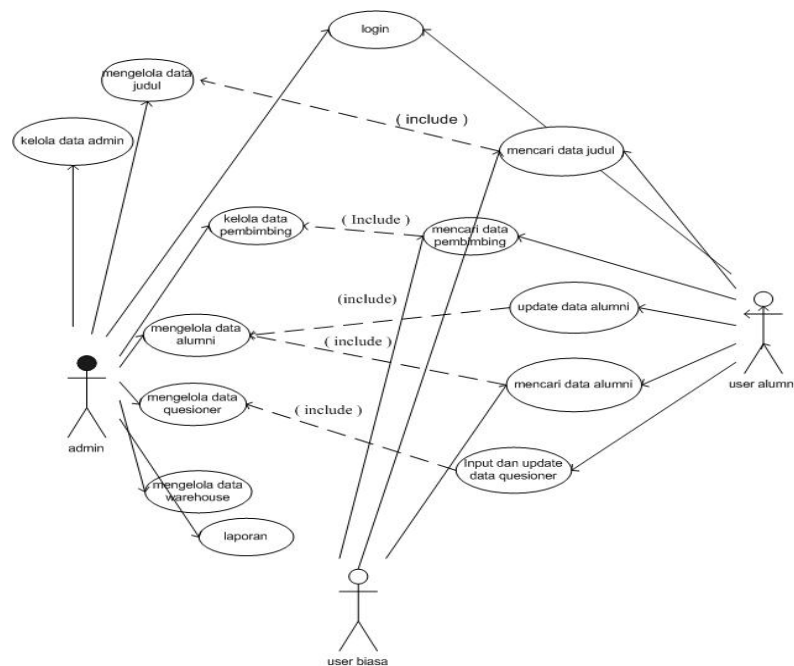 login
mengelola data
judul
( include )
kelola data admin
mencari data judul
kelola data
pembimbing
( Include )
mencari data
pembimbing
(include)
update data alumni
mengelola data
alumni
( include )
user alumn
mencari data alumni
mengelola data
quesioner
( include )
admin
Input dan update
data quesioner
mengelola data
warehouse
laporan
user biasa